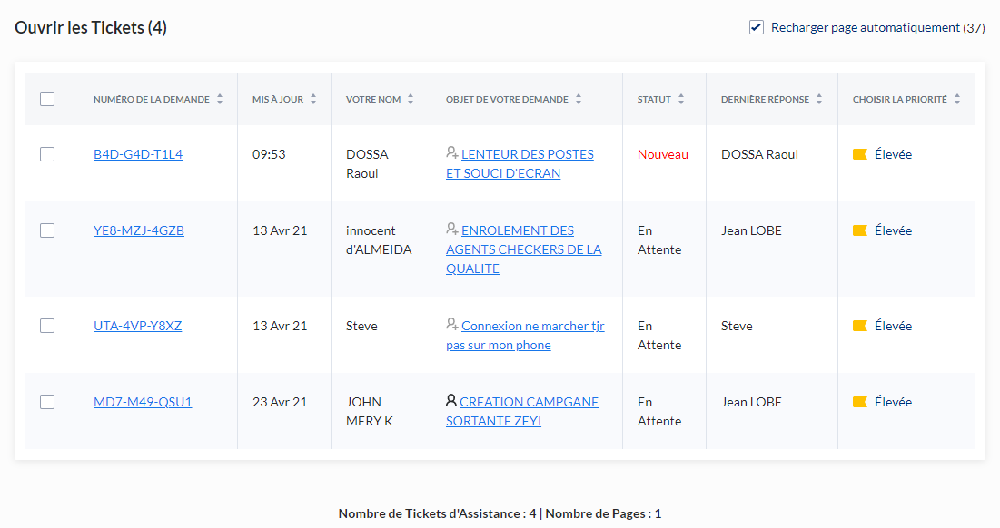 Ouvrir les Tickets (4)
Recharger page automatiquement (37)
NUMÉRO DE LA DEMANDE MIS À JOUR VOTRE NOM OBJET DE VOTRE DEMANDE STATUT DERNIÈRE RÉPONSE CHOISIR LA PRIORITÉ
B4D-G4D-T1L4 09:53 DOSSA Raoul LENTEUR DES POSTES ET SOUCI D'ECRAN Nouveau DOSSA Raoul Élevée
YE8-MZJ-4GZB 13 Avr 21 innocent d'ALMEIDA ENROLEMENT DES AGENTS CHECKERS DE LA QUALITE En Attente Jean LOBE Élevée
UTA-4VP-Y8XZ 13 Avr 21 Steve Connexion ne marcher tjr pas sur mon phone En Attente Steve Élevée
MD7-M49-QSU1 23 Avr 21 JOHN MERY K CREATION CAMPGANE SORTANTE ZEYI En Attente Jean LOBE Élevée
Nombre de Tickets d'Assistance : 4 | Nombre de Pages : 1